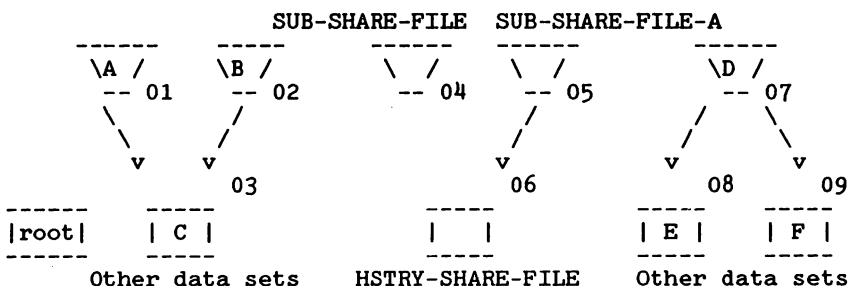 SUB-SHARE-FILE SUB-SHARE-FILE-A
------ ------ ------ ------ ------
\A / \B / \ / \ / \D /
-- 01 -- 02 -- 04 -- 05 -- 07
\ / / / \
\ / / / \
v v v v v
03 06 08 09
----- ----- ----- ----- -----
|root| | C | | | | E | | F |
----- ----- ----- ----- -----
Other data sets HSTRY-SHARE-FILE Other data sets